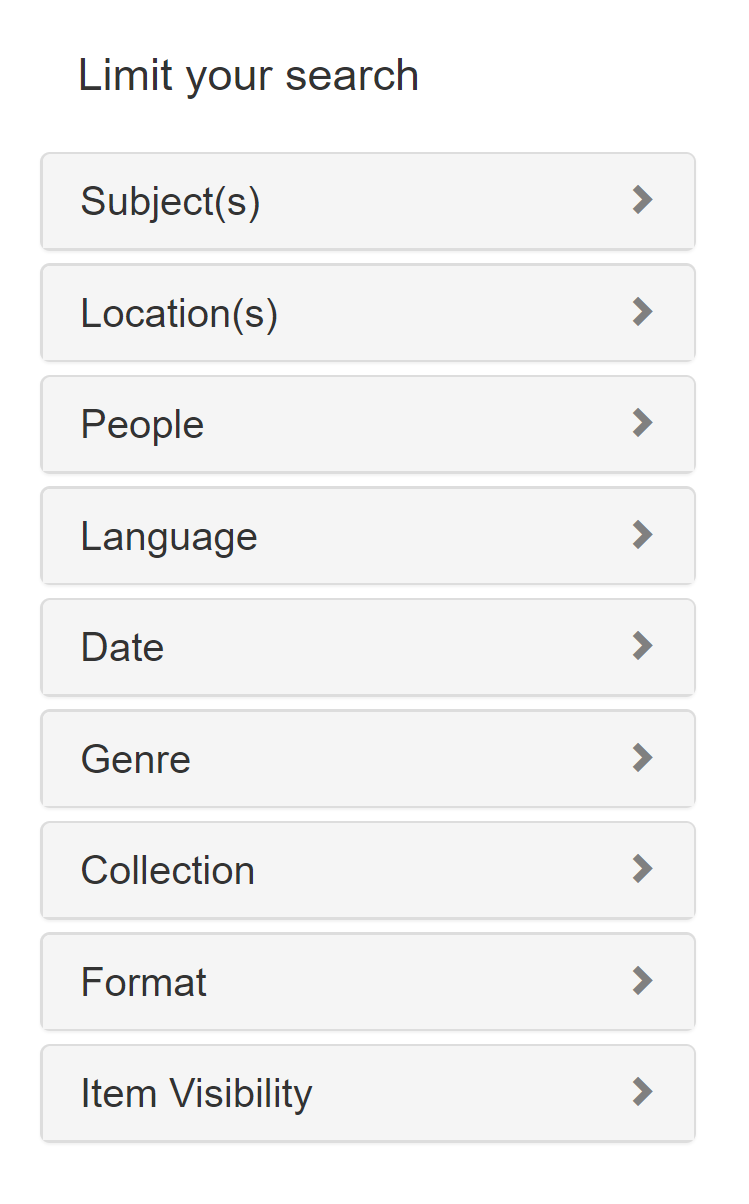 Limit your search
Subject(s)
Location(s)
People
Language
Date
Genre
Collection
Format
Item Visibility